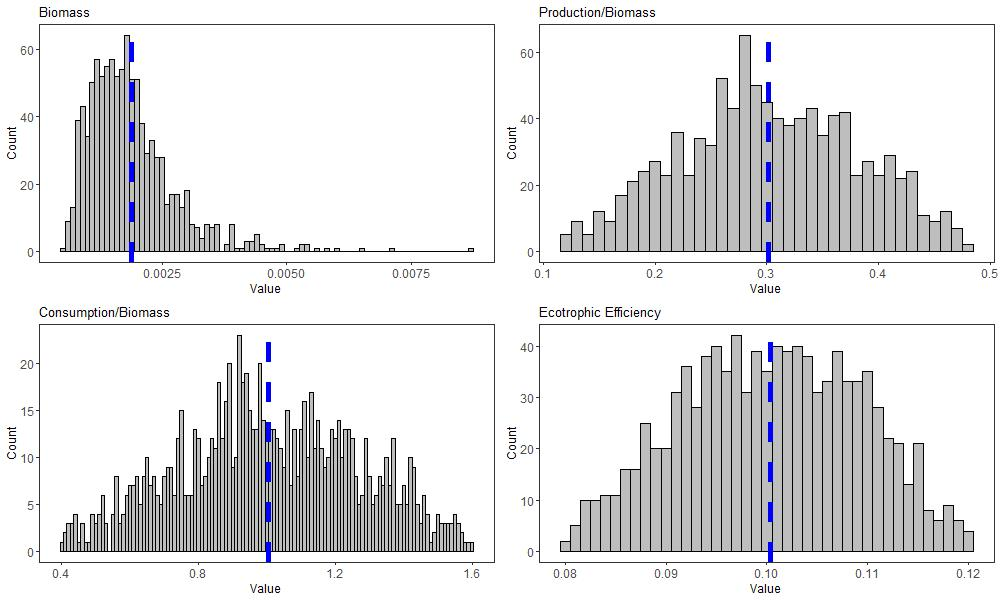 Biomass
Count
60
40
20
0
0.0025
0.0050
0.0075
Value
Production/Biomass
Count
60
40
20
0
0.1
0.2
0.3
0.4
0.5
Value
Consumption/Biomass
Count
20
15
10
5
0
0.4
0.8
1.2
1.6
Value
Ecotrophic Efficiency
Count
40
30
20
10
0
0.08
0.09
0.10
0.11
0.12
Value